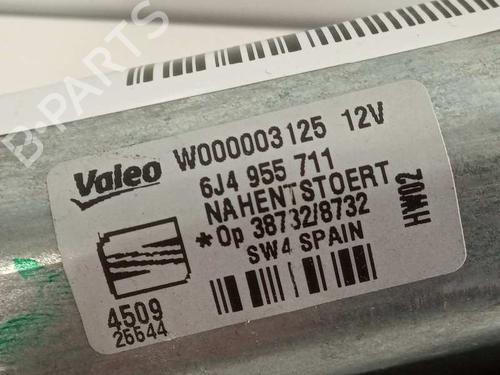 B-PARTS
Valeo W000003125 12V
6J4 955 711
NAHENTSTOERT
*Op 38732/8732
SW4 SPAIN
HW02
4509
26544